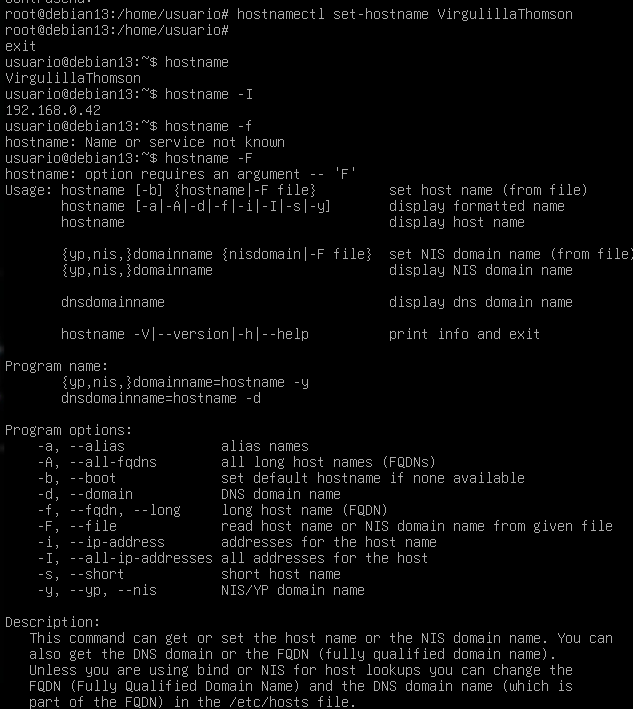 root@debian13:/home/usuario# hostnamectl set-hostname VirgulillaThomson
root@debian13:/home/usuario#
exit
usuario@debian13:~$ hostname
VirgulillaThomson
usuario@debian13:~$ hostname -I
192.168.0.42
usuario@debian13:~$ hostname -f
hostname: Name or service not known
usuario@debian13:~$ hostname -F
hostname: option requires an argument -- 'F'
Usage: hostname [-b] {hostname|-F file}         set host name (from file)
       hostname [-a|-A|-d|-f|-i|-I|-s|-y]       display formatted name
       hostname                                 display host name

       {yp,nis,}domainname {nisdomain|-F file}  set NIS domain name (from file)
       {yp,nis,}domainname                      display NIS domain name

       dnsdomainname                            display dns domain name

       hostname -V|--version|-h|--help          print info and exit

Program name:
       {yp,nis,}domainname=hostname -y
       dnsdomainname=hostname -d

Program options:
    -a, --alias            alias names
    -A, --all-fqdns        all long host names (FQDNs)
    -b, --boot             set default hostname if none available
    -d, --domain           DNS domain name
    -f, --fqdn, --long     long host name (FQDN)
    -F, --file             read host name or NIS domain name from given file
    -i, --ip-address       addresses for the host name
    -I, --all-ip-addresses all addresses for the host
    -s, --short            short host name
    -y, --yp, --nis        NIS/YP domain name

Description:
   This command can get or set the host name or the NIS domain name. You can
   also get the DNS domain or the FQDN (fully qualified domain name).
   Unless you are using bind or NIS for host lookups you can change the
   FQDN (Fully Qualified Domain Name) and the DNS domain name (which is
   part of the FQDN) in the /etc/hosts file.